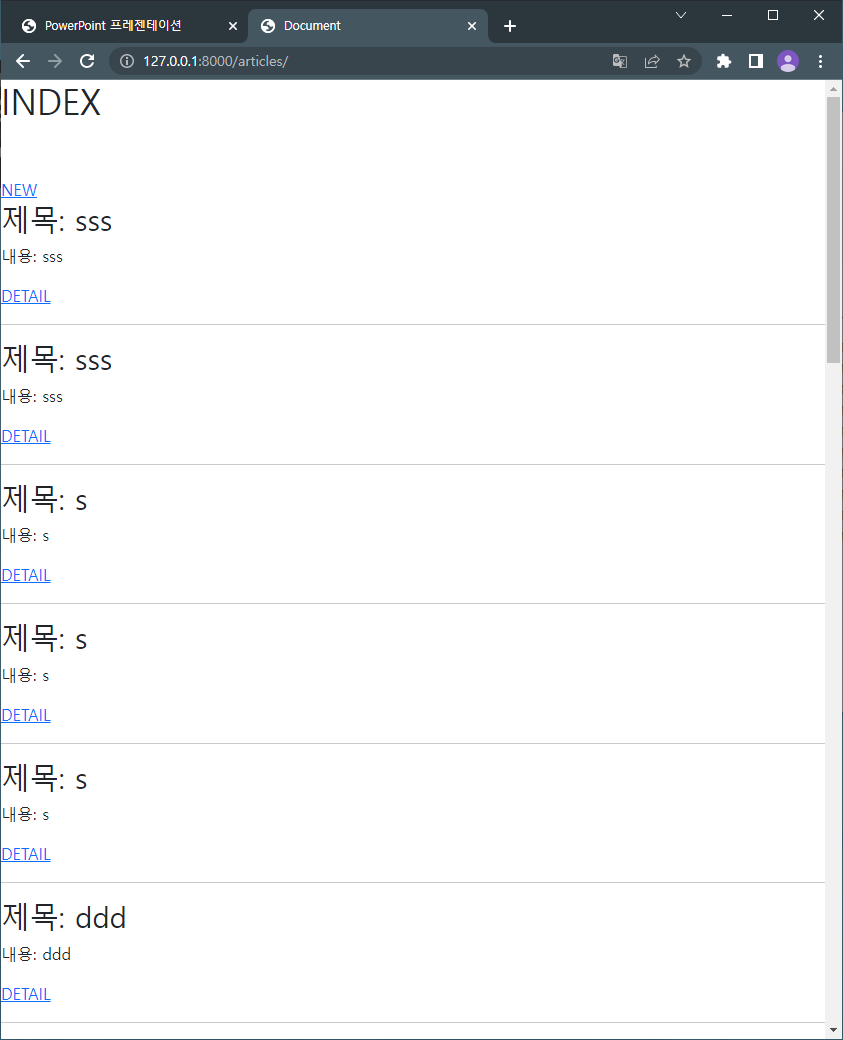 PowerPoint 프레젠테이션
Document
127.0.0.1:8000/articles/
INDEX
NEW
제목: sss
내용: sss
DETAIL
제목: sss
내용: sss
DETAIL
제목: s
내용: s
DETAIL
제목: s
내용: s
DETAIL
제목: s
내용: s
DETAIL
제목: ddd
내용: ddd
DETAIL